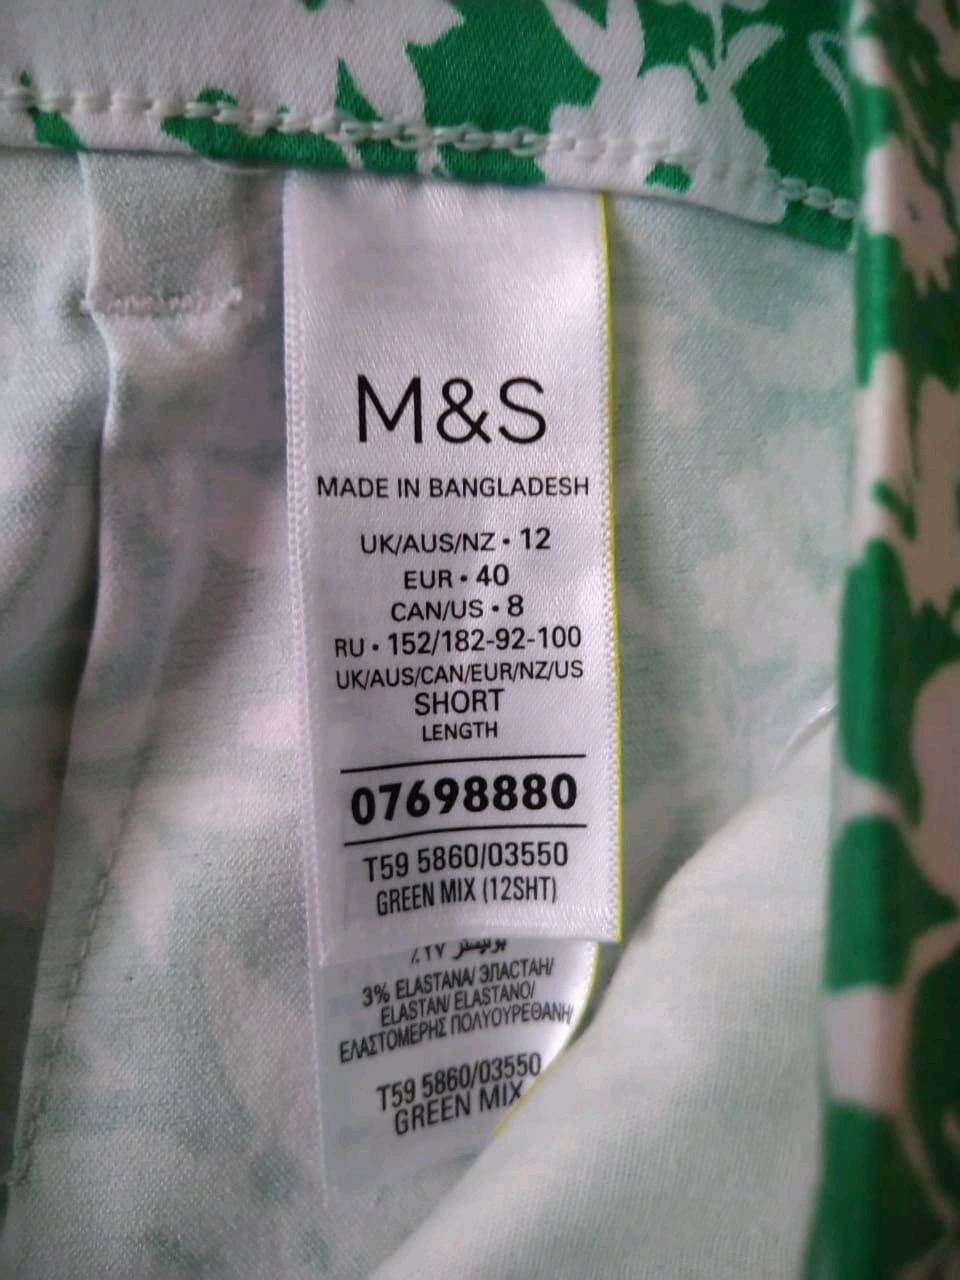 M&S
MADE IN BANGLADESH
UK/AUS/NZ • 12
EUR • 40
CAN/US • 8
RU • 152/182-92-100
UK/AUS/CAN/EUR/NZ/US
SHORT
LENGTH
07698880
T59 5860/03550
GREEN MIX (12SHT)
٪٢٧ بوليستر
3% ELASTANA/ ЭЛАСТАН/
ELASTAN/ ELASTANO/
ΕΛΑΣΤΟΜΕΡΗΣ ΠΟΛΥΟΥΡΕΘΑΝΗ/
T59 5860/03550
GREEN MIX